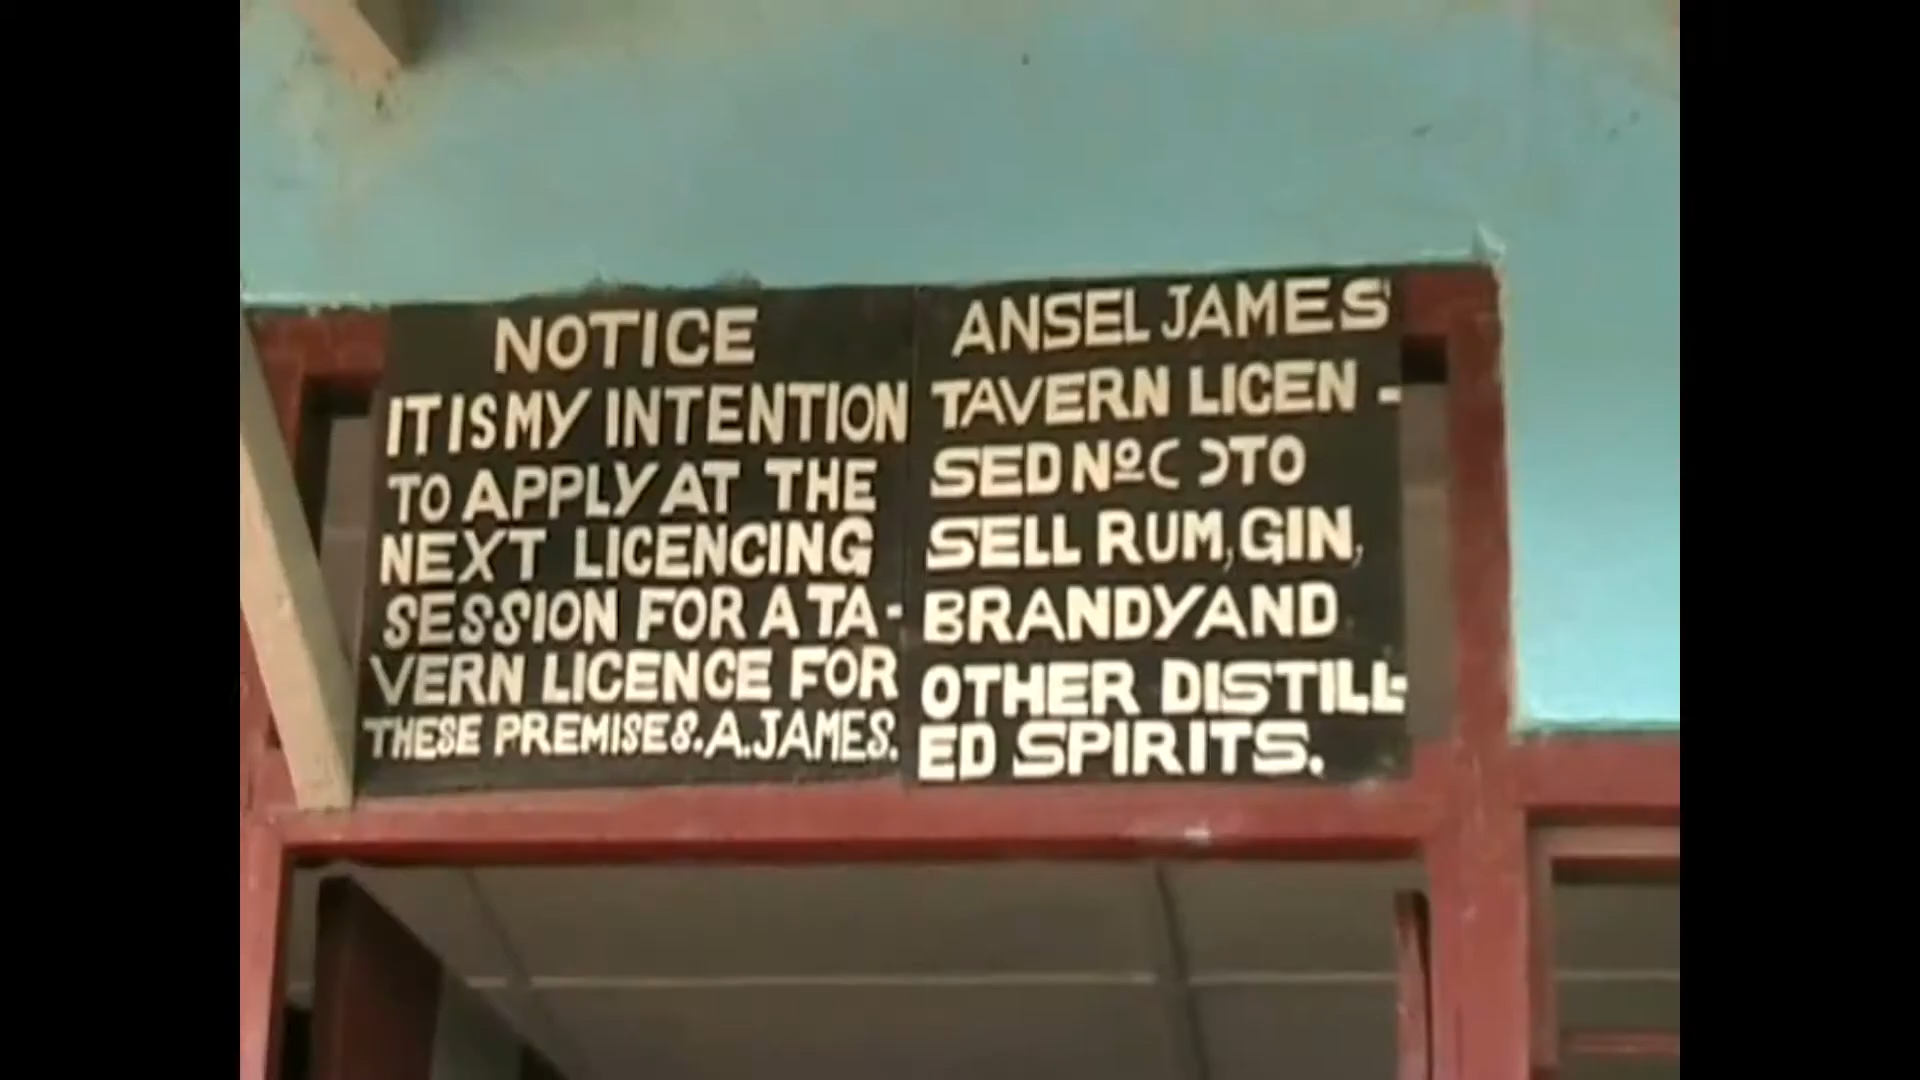 NOTICE
IT IS MY INTENTION
TO APPLY AT THE
NEXT LICENCING
SESSION FOR A TA-
VERN LICENCE FOR
THESE PREMISES. A. JAMES.
ANSEL JAMES'
TAVERN LICEN-
SED Nº ( ) TO
SELL RUM, GIN,
BRANDY AND
OTHER DISTILL-
ED SPIRITS.